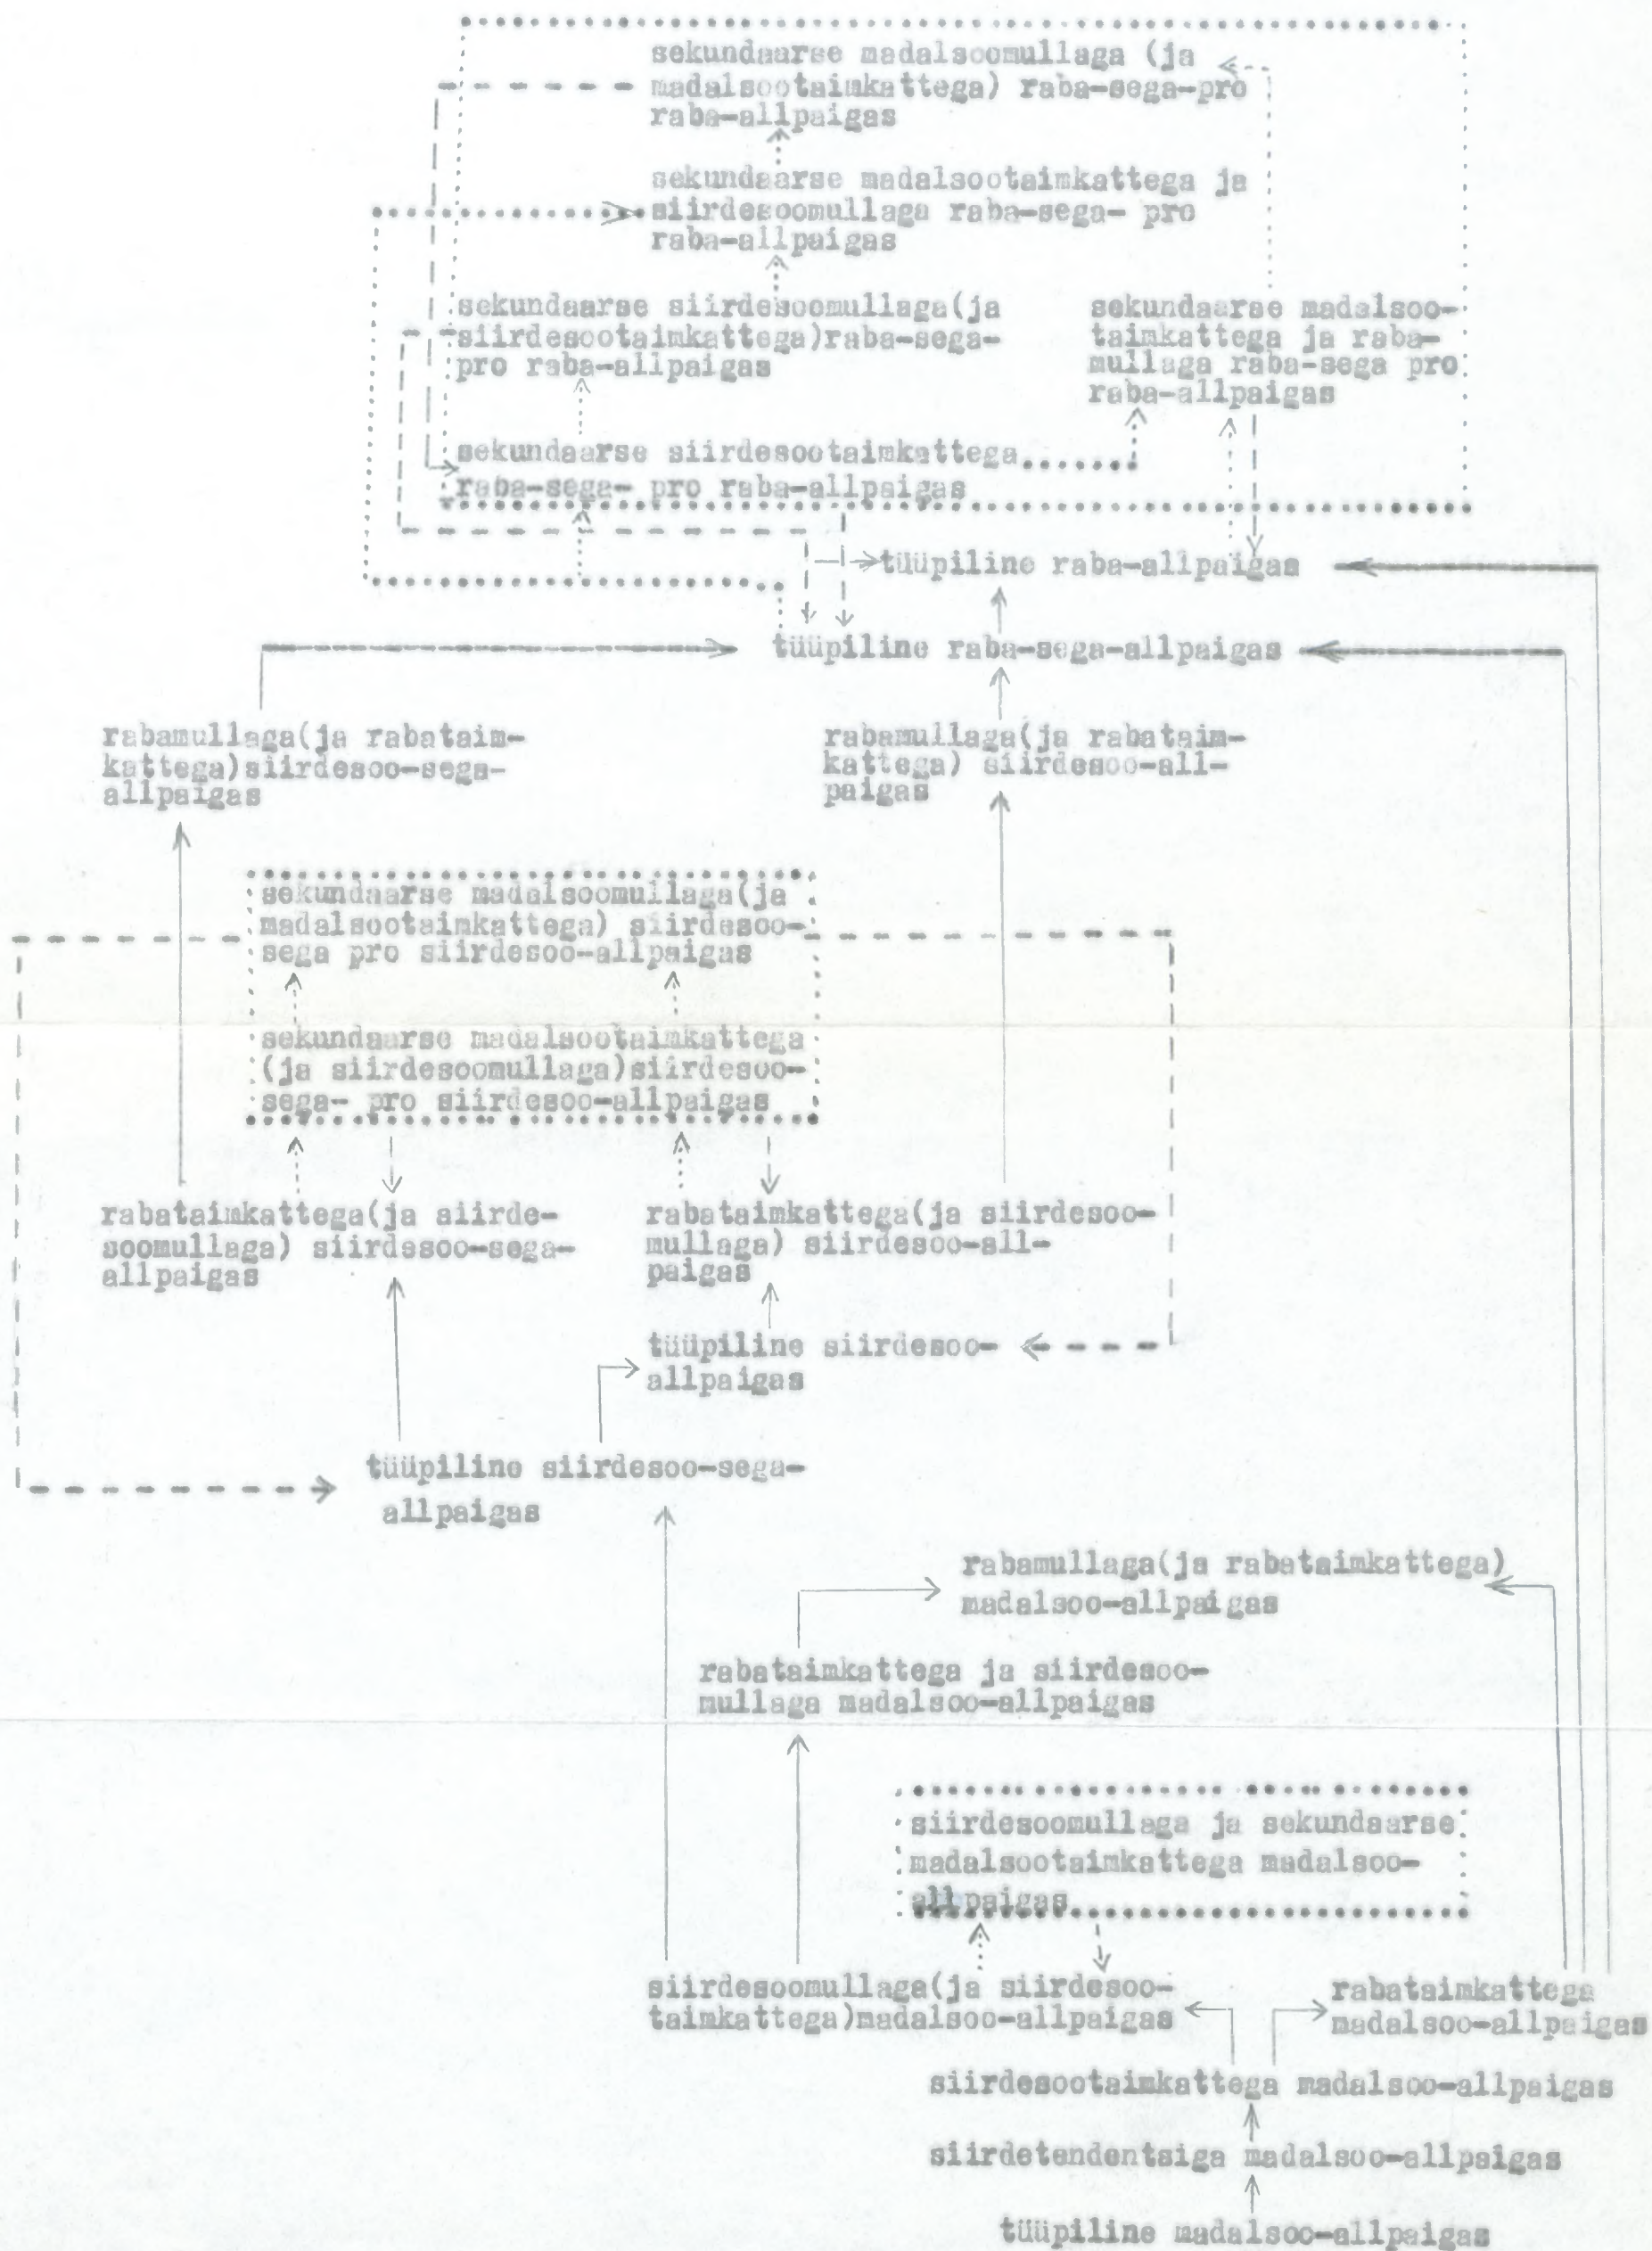 sekundaarse madalsoomullaga (ja
madalsootaimkattega) raba-sega-pro
raba-allpaigas
sekundaarse madalsootaimkattega ja
siirdesoomullaga raba-sega- pro
raba-allpaigas
sekundaarse siirdesoomullaga(ja
siirdesootaimkattega)raba-sega-
pro raba-allpaigas
sekundaarse madalsoo-
taimkattega ja raba-
mullaga raba-sega pro
raba-allpaigas
sekundaarse siirdesootaimkattega
raba-sega- pro raba-allpaigas
tüüpiline raba-allpaigas
tüüpiline raba-sega-allpaigas
rabamullaga(ja rabataim-
kattega)siirdesoo-sega-
allpaigas
rabamullaga(ja rabataim-
kattega) siirdesoo-all-
paigas
sekundaarse madalsoomullaga(ja
madalsootaimkattega) siirdesoo-
sega pro siirdesoo-allpaigas
sekundaarse madalsootaimkattega
(ja siirdesoomullaga)siirdesoo-
sega- pro siirdesoo-allpaigas
rabataimkattega(ja siirde-
soomullaga) siirdesoo-sega-
allpaigas
rabataimkattega(ja siirdesoo-
mullaga) siirdesoo-all-
paigas
tüüpiline siirdesoo-
allpaigas
tüüpiline siirdesoo-sega-
allpaigas
rabamullaga(ja rabataimkattega)
madalsoo-allpaigas
rabataimkattega ja siirdesoo-
mullaga madalsoo-allpaigas
siirdesoomullaga ja sekundaarse
madalsootaimkattega madalsoo-
allpaigas
siirdesoomullaga(ja siirdesoo-
taimkattega)madalsoo-allpaigas
rabataimkattega
madalsoo-allpaigas
siirdesootaimkattega madalsoo-allpaigas
siirdetendentsiga madalsoo-allpaigas
tüüpiline madalsoo-allpaigas